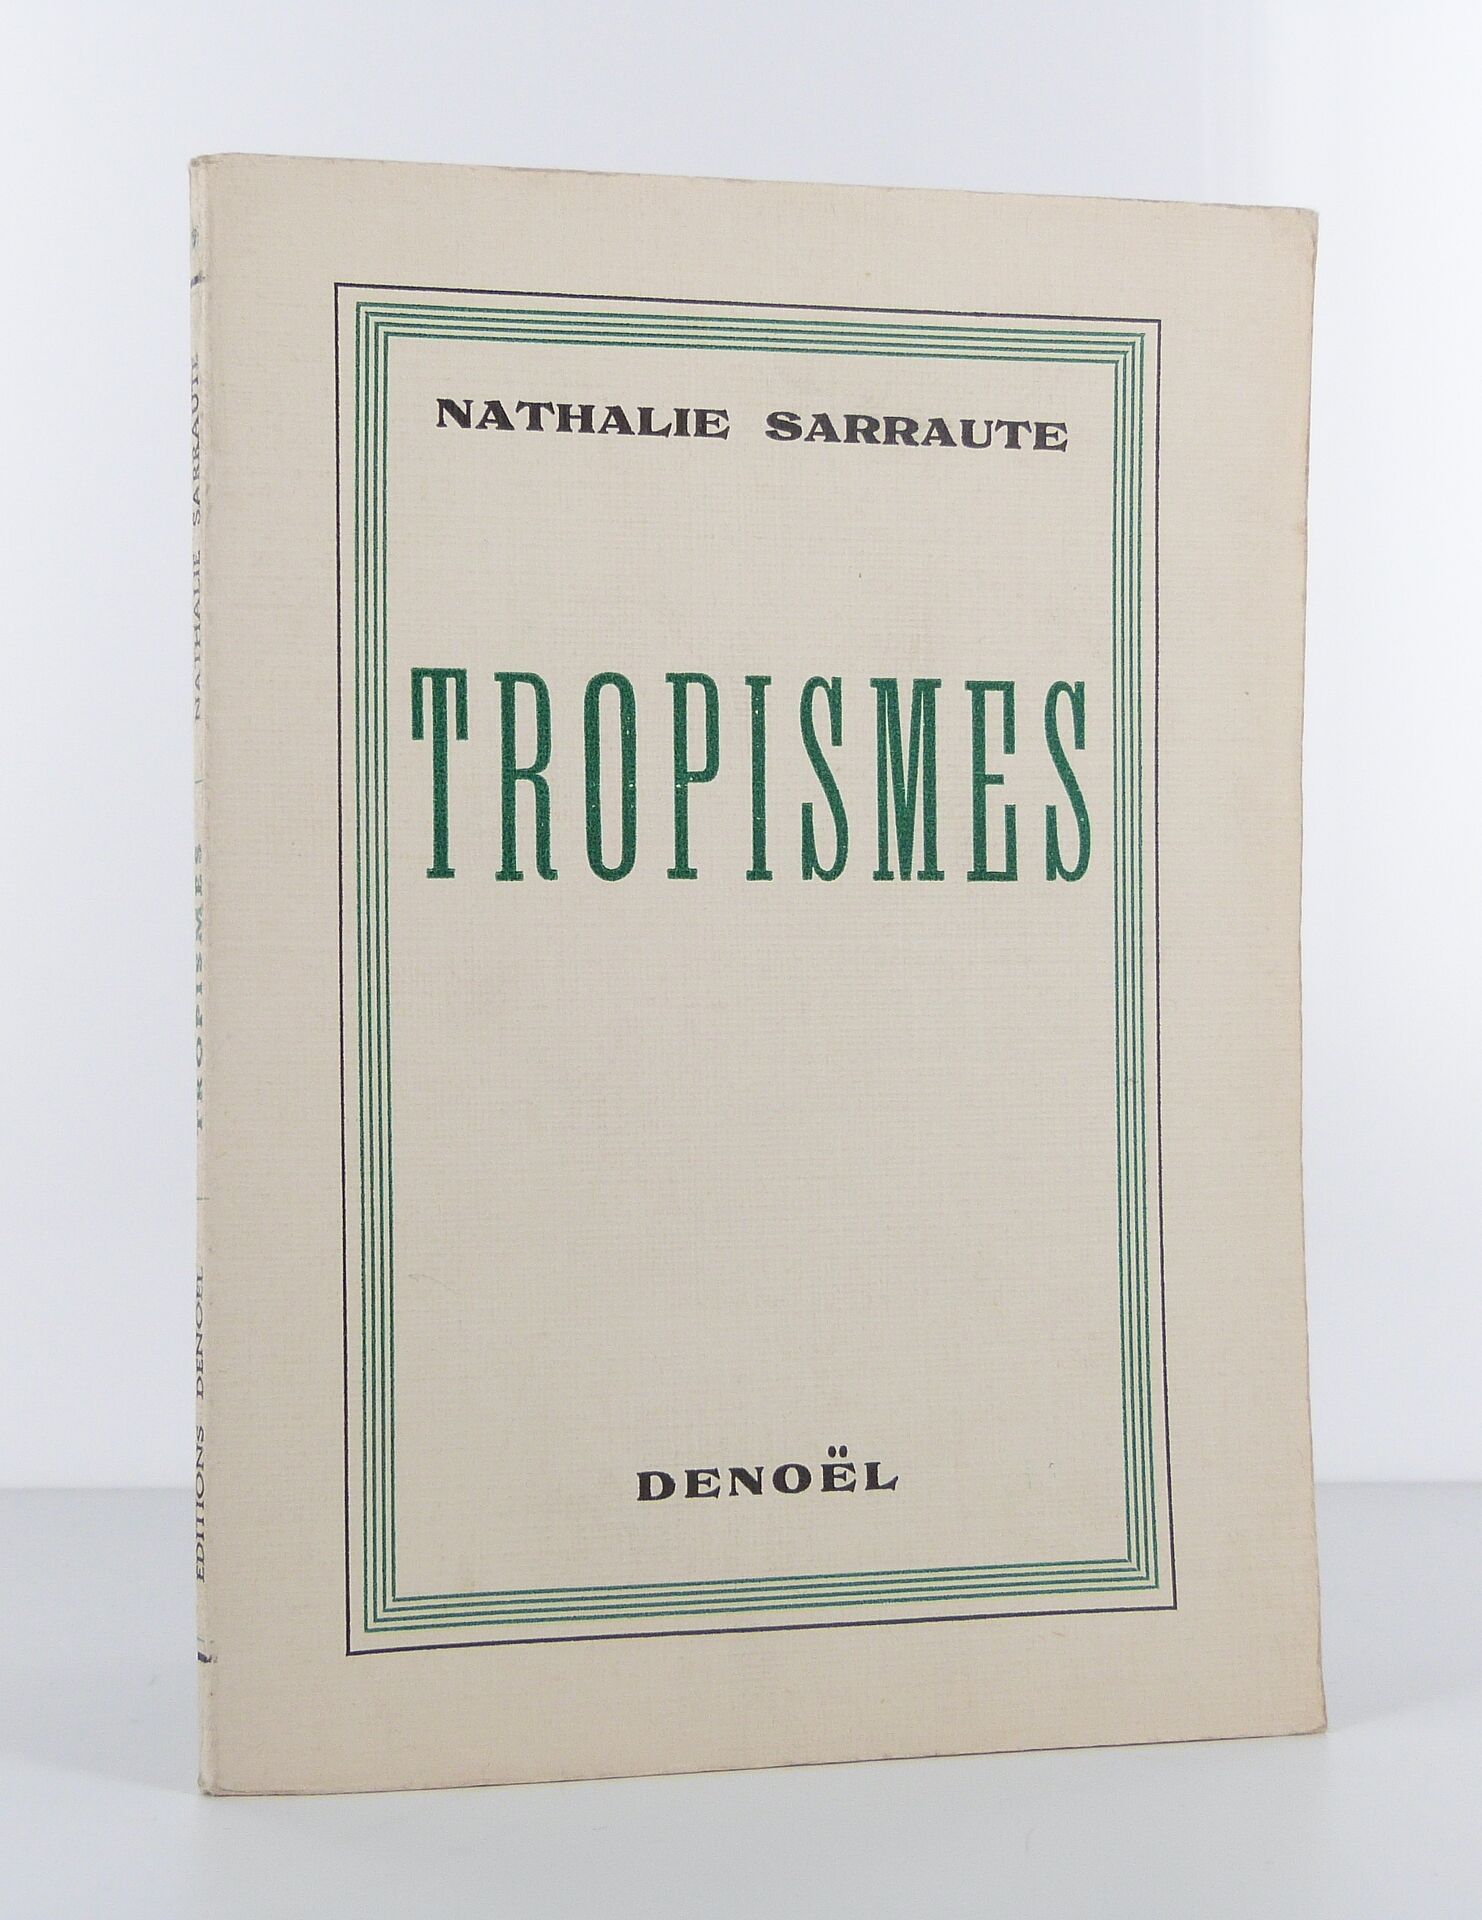 NATHALIE SARRAUTE
TROPISMES
DENOËL
EDITIONS DENOËL
TROPISMES
NATHALIE SARRAUTE